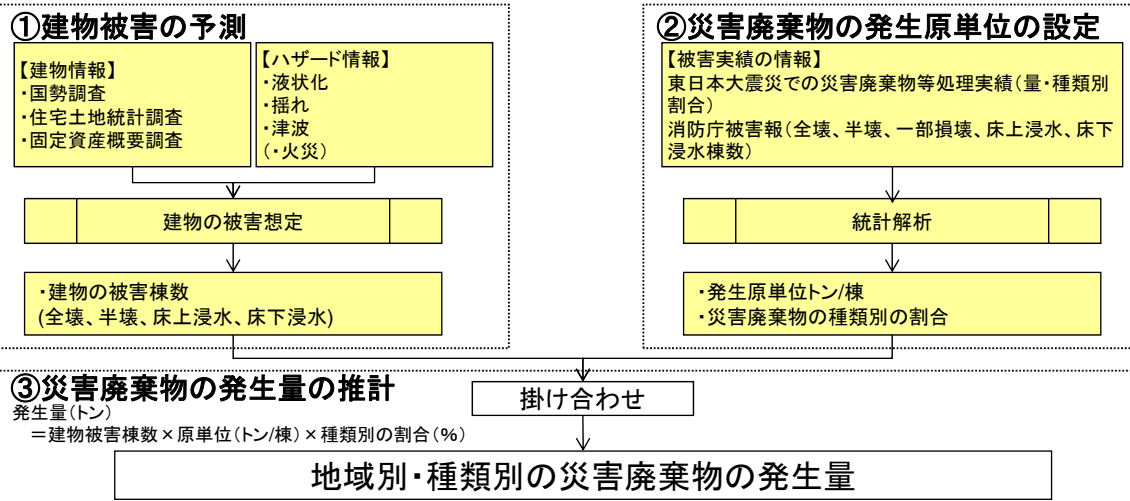 ①建物被害の予測
【建物情報】
・国勢調査
・住宅土地統計調査
・固定資産概要調査
【ハザード情報】
・液状化
・揺れ
・津波
(・火災)
建物の被害想定
・建物の被害棟数
(全壊、半壊、床上浸水、床下浸水)
②災害廃棄物の発生原単位の設定
【被害実績の情報】
東日本大震災での災害廃棄物等処理実績(量・種類別
割合)
消防庁被害報(全壊、半壊、一部損壊、床上浸水、床下
浸水棟数)
統計解析
・発生原単位トン/棟
・災害廃棄物の種類別の割合
③災害廃棄物の発生量の推計
発生量(トン)
＝建物被害棟数×原単位(トン/棟)×種類別の割合(%)
掛け合わせ
地域別・種類別の災害廃棄物の発生量